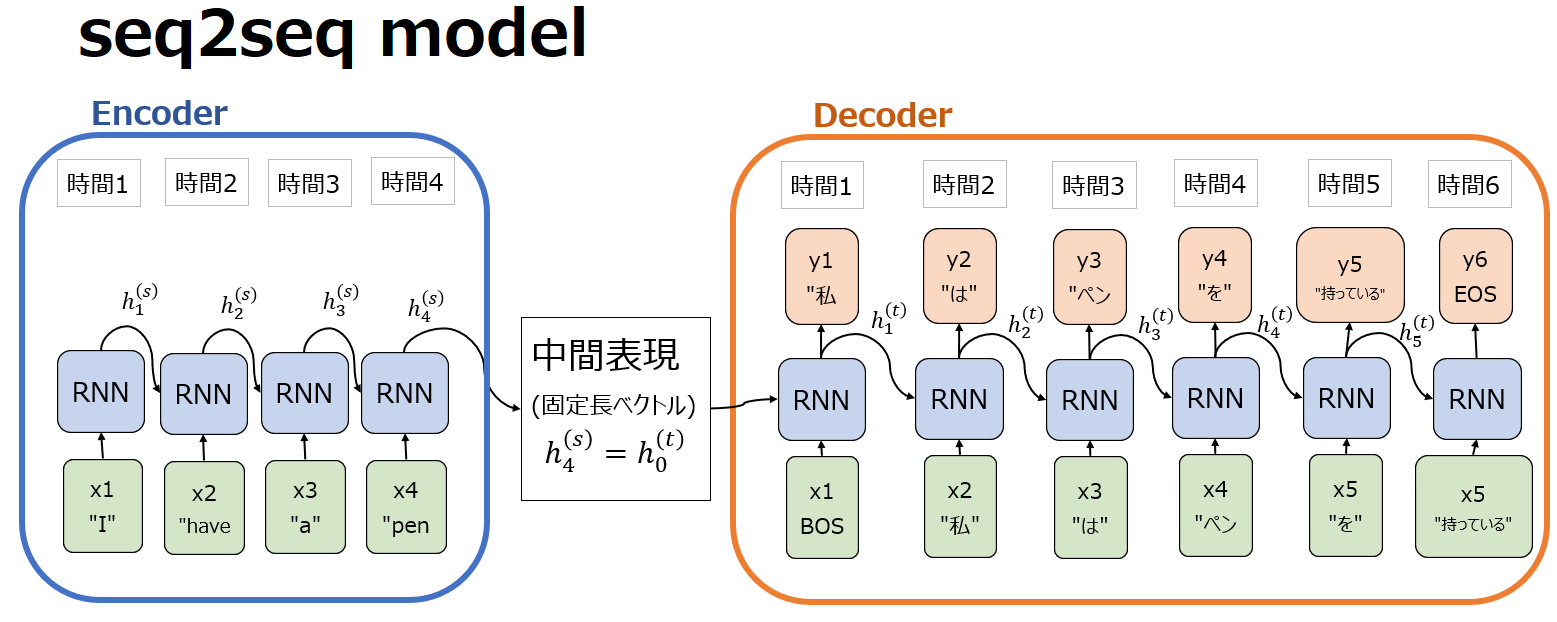 seq2seq model
Encoder
時間1
時間2
時間3
時間4
h_1^{(s)}
h_2^{(s)}
h_3^{(s)}
h_4^{(s)}
RNN
RNN
RNN
RNN
x1
"I"
x2
"have
x3
"a"
x4
"pen
中間表現
(固定長ベクトル)
h_4^{(s)} = h_0^{(t)}
Decoder
時間1
時間2
時間3
時間4
時間5
時間6
y1
"私
y2
"は"
y3
"ペン
y4
"を"
y5
"持っている"
y6
EOS
h_1^{(t)}
h_2^{(t)}
h_3^{(t)}
h_4^{(t)}
h_5^{(t)}
RNN
RNN
RNN
RNN
RNN
RNN
x1
BOS
x2
"私"
x3
"は"
x4
"ペン
x5
"を"
x5
"持っている"